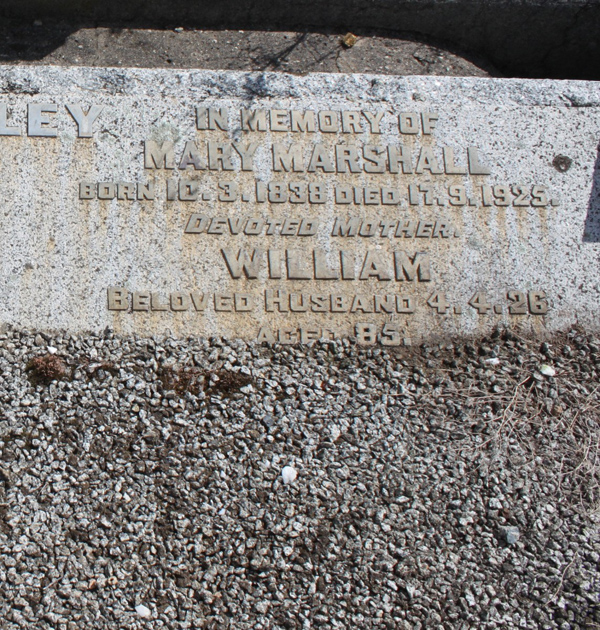 LEY
IN MEMORY OF
MARY MARSHALL
BORN 10.3.1838 DIED 17.9.1925.
DEVOTED MOTHER.
WILLIAM
BELOVED HUSBAND 4.4.26
AGED 85.